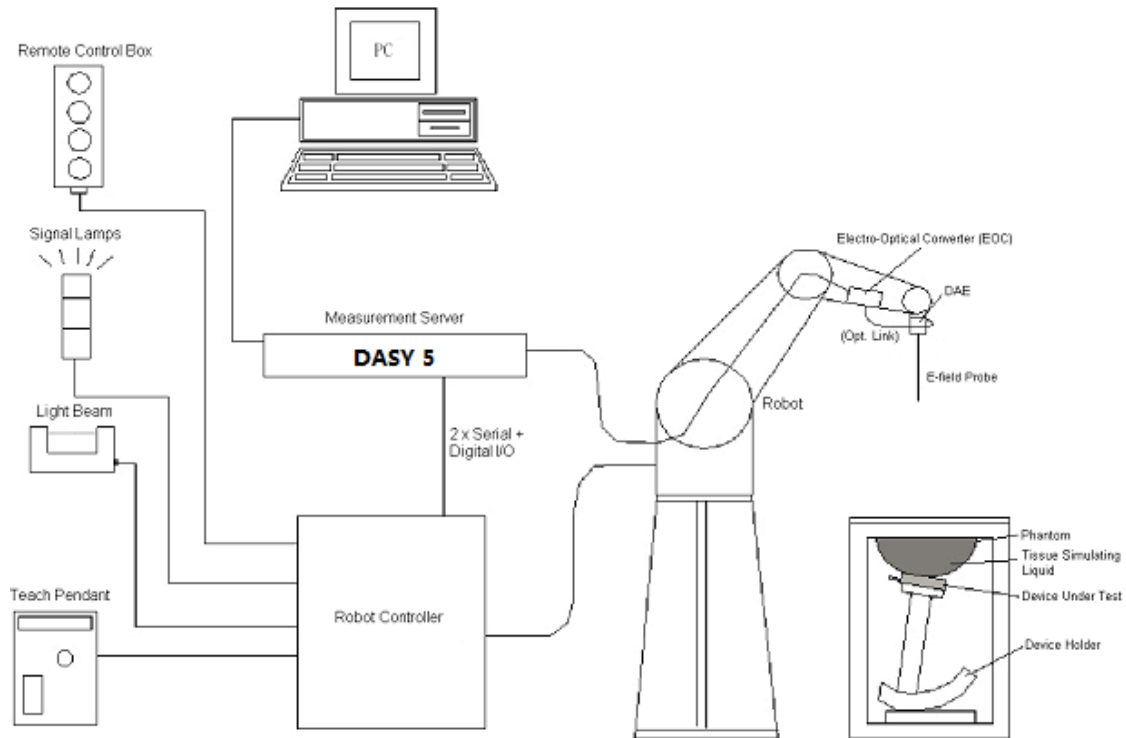 Remote Control Box
PC
Signal Lamps
Electro-Optical Converter (EOC)
DAE
(Opt. Link)
E-field Probe
Measurement Server
DASY 5
Robot
Light Beam
2 x Serial +
Digital I/O
Phantom
Tissue Simulating
Liquid
Device Under Test
Teach Pendant
Robot Controller
Device Holder